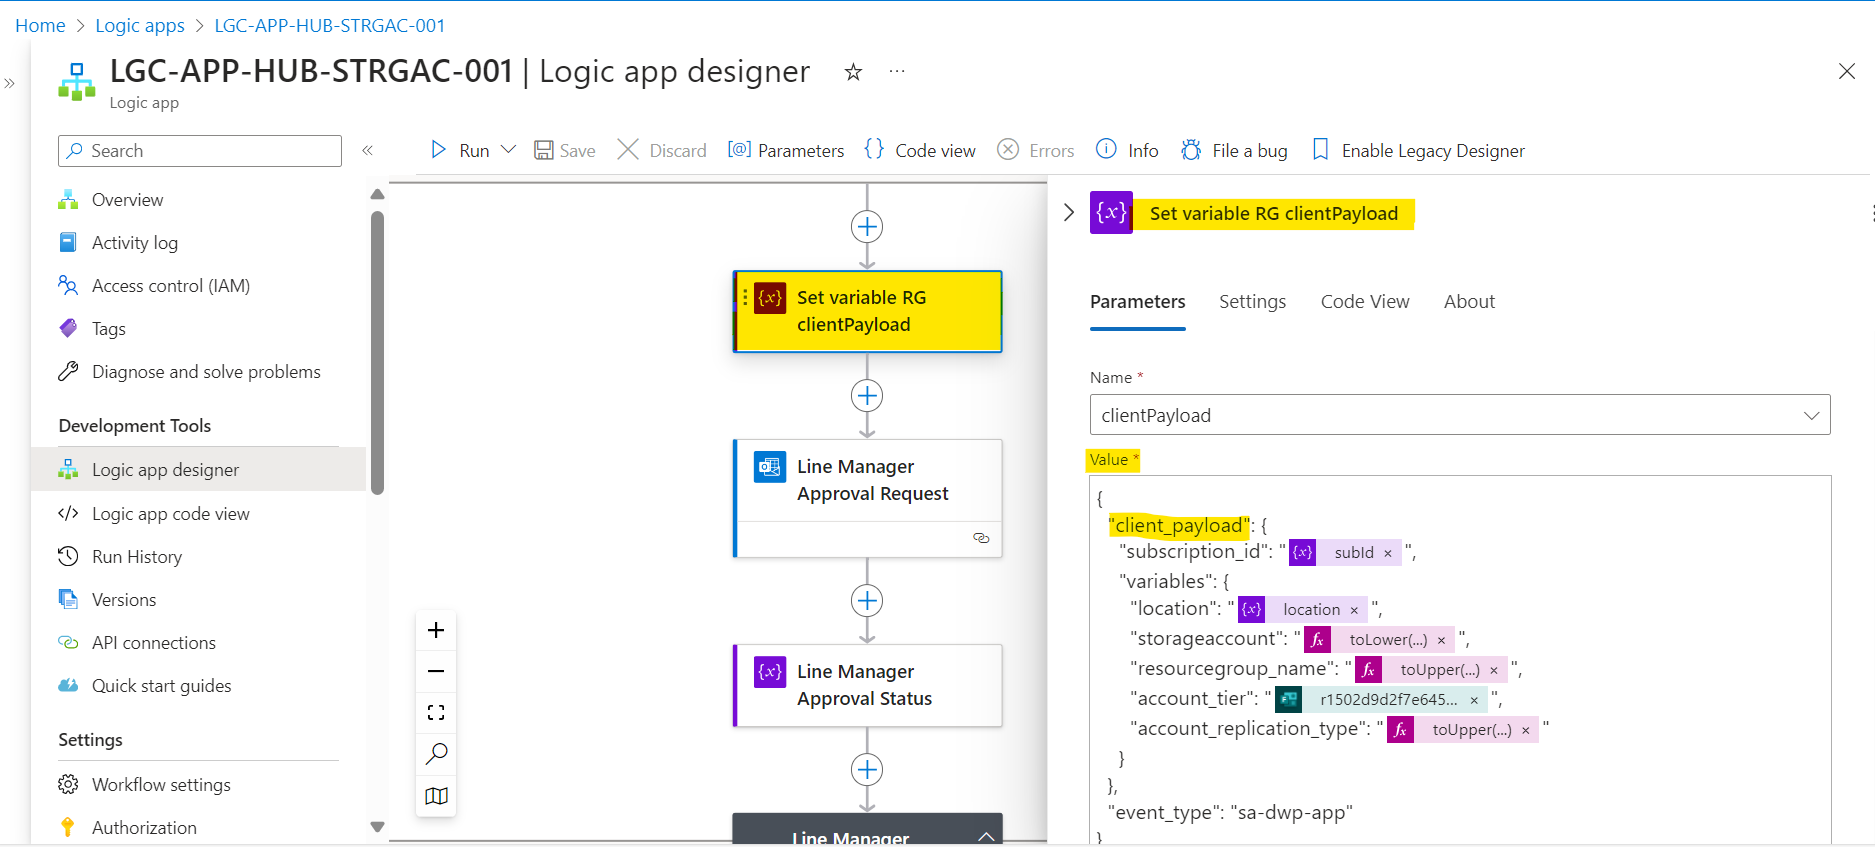 Home > Logic apps > LGC-APP-HUB-STRGAC-001
LGC-APP-HUB-STRGAC-001 | Logic app designer
Logic app
Search
Run
Save
Discard
Parameters
Code view
Errors
Info
File a bug
Enable Legacy Designer
Overview
Activity log
Access control (IAM)
Tags
Diagnose and solve problems
Development Tools
Logic app designer
Logic app code view
Run History
Versions
API connections
Quick start guides
Settings
Workflow settings
Authorization
Set variable RG
clientPayload
Line Manager
Approval Request
Line Manager
Approval Status
Line Manager
Set variable RG clientPayload
Parameters
Settings
Code View
About
Name *
clientPayload
Value *
{
"client_payload": {
"subscription_id": "{x} subId ×",
"variables": {
"location": "{x} location ×",
"storageaccount": "fx toLower(...) ×",
"resourcegroup_name": "fx toUpper(...) ×",
"account_tier": "r1502d9d2f7e645... ×",
"account_replication_type": "fx toUpper(...) ×"
}
},
"event_type": "sa-dwp-app"
}